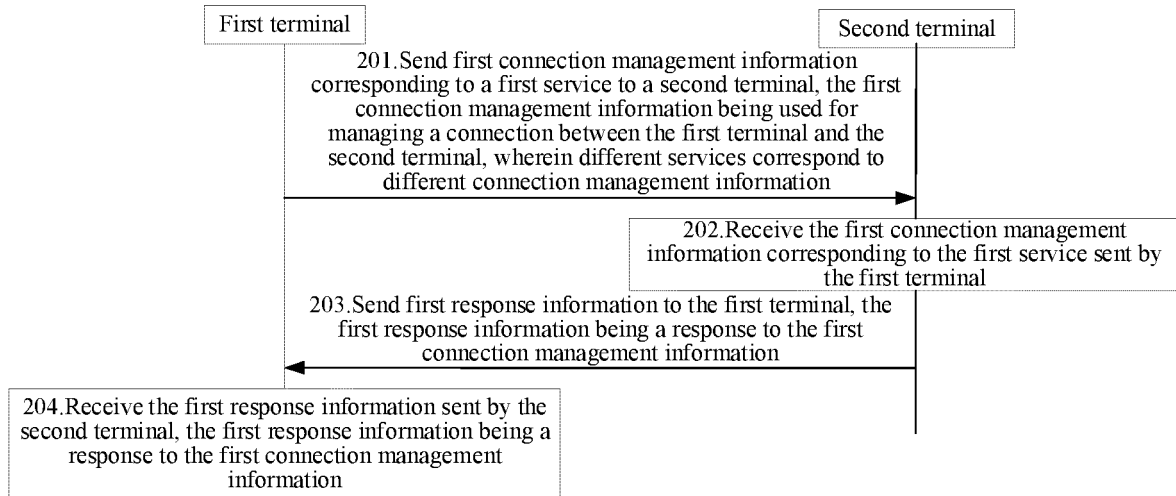 First terminal
Second terminal
201.Send first connection management information
corresponding to a first service to a second terminal, the first
connection management information being used for
managing a connection between the first terminal and the
second terminal, wherein different services correspond to
different connection management information
202.Receive the first connection management
information corresponding to the first service sent by
the first terminal
203.Send first response information to the first terminal, the
first response information being a response to the first
connection management information
204.Receive the first response information sent by the
second terminal, the first response information being a
response to the first connection management
information